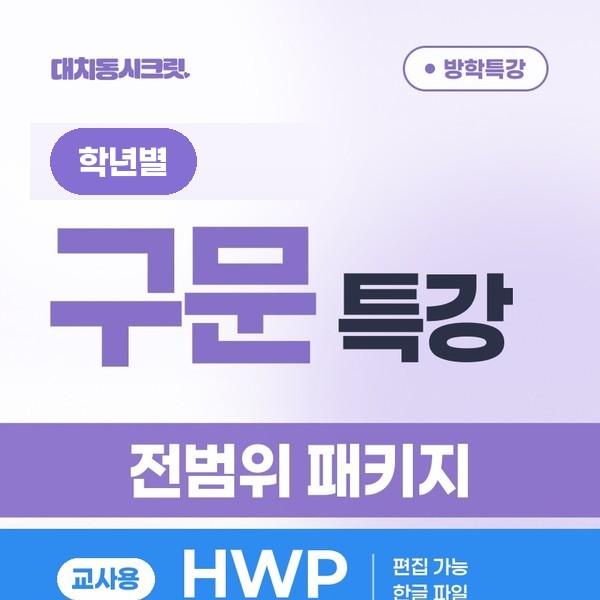 대치동시크릿.
방학특강
학년별
구문 특강
전범위 패키지
교사용 HWP 편집 가능
한글 파일